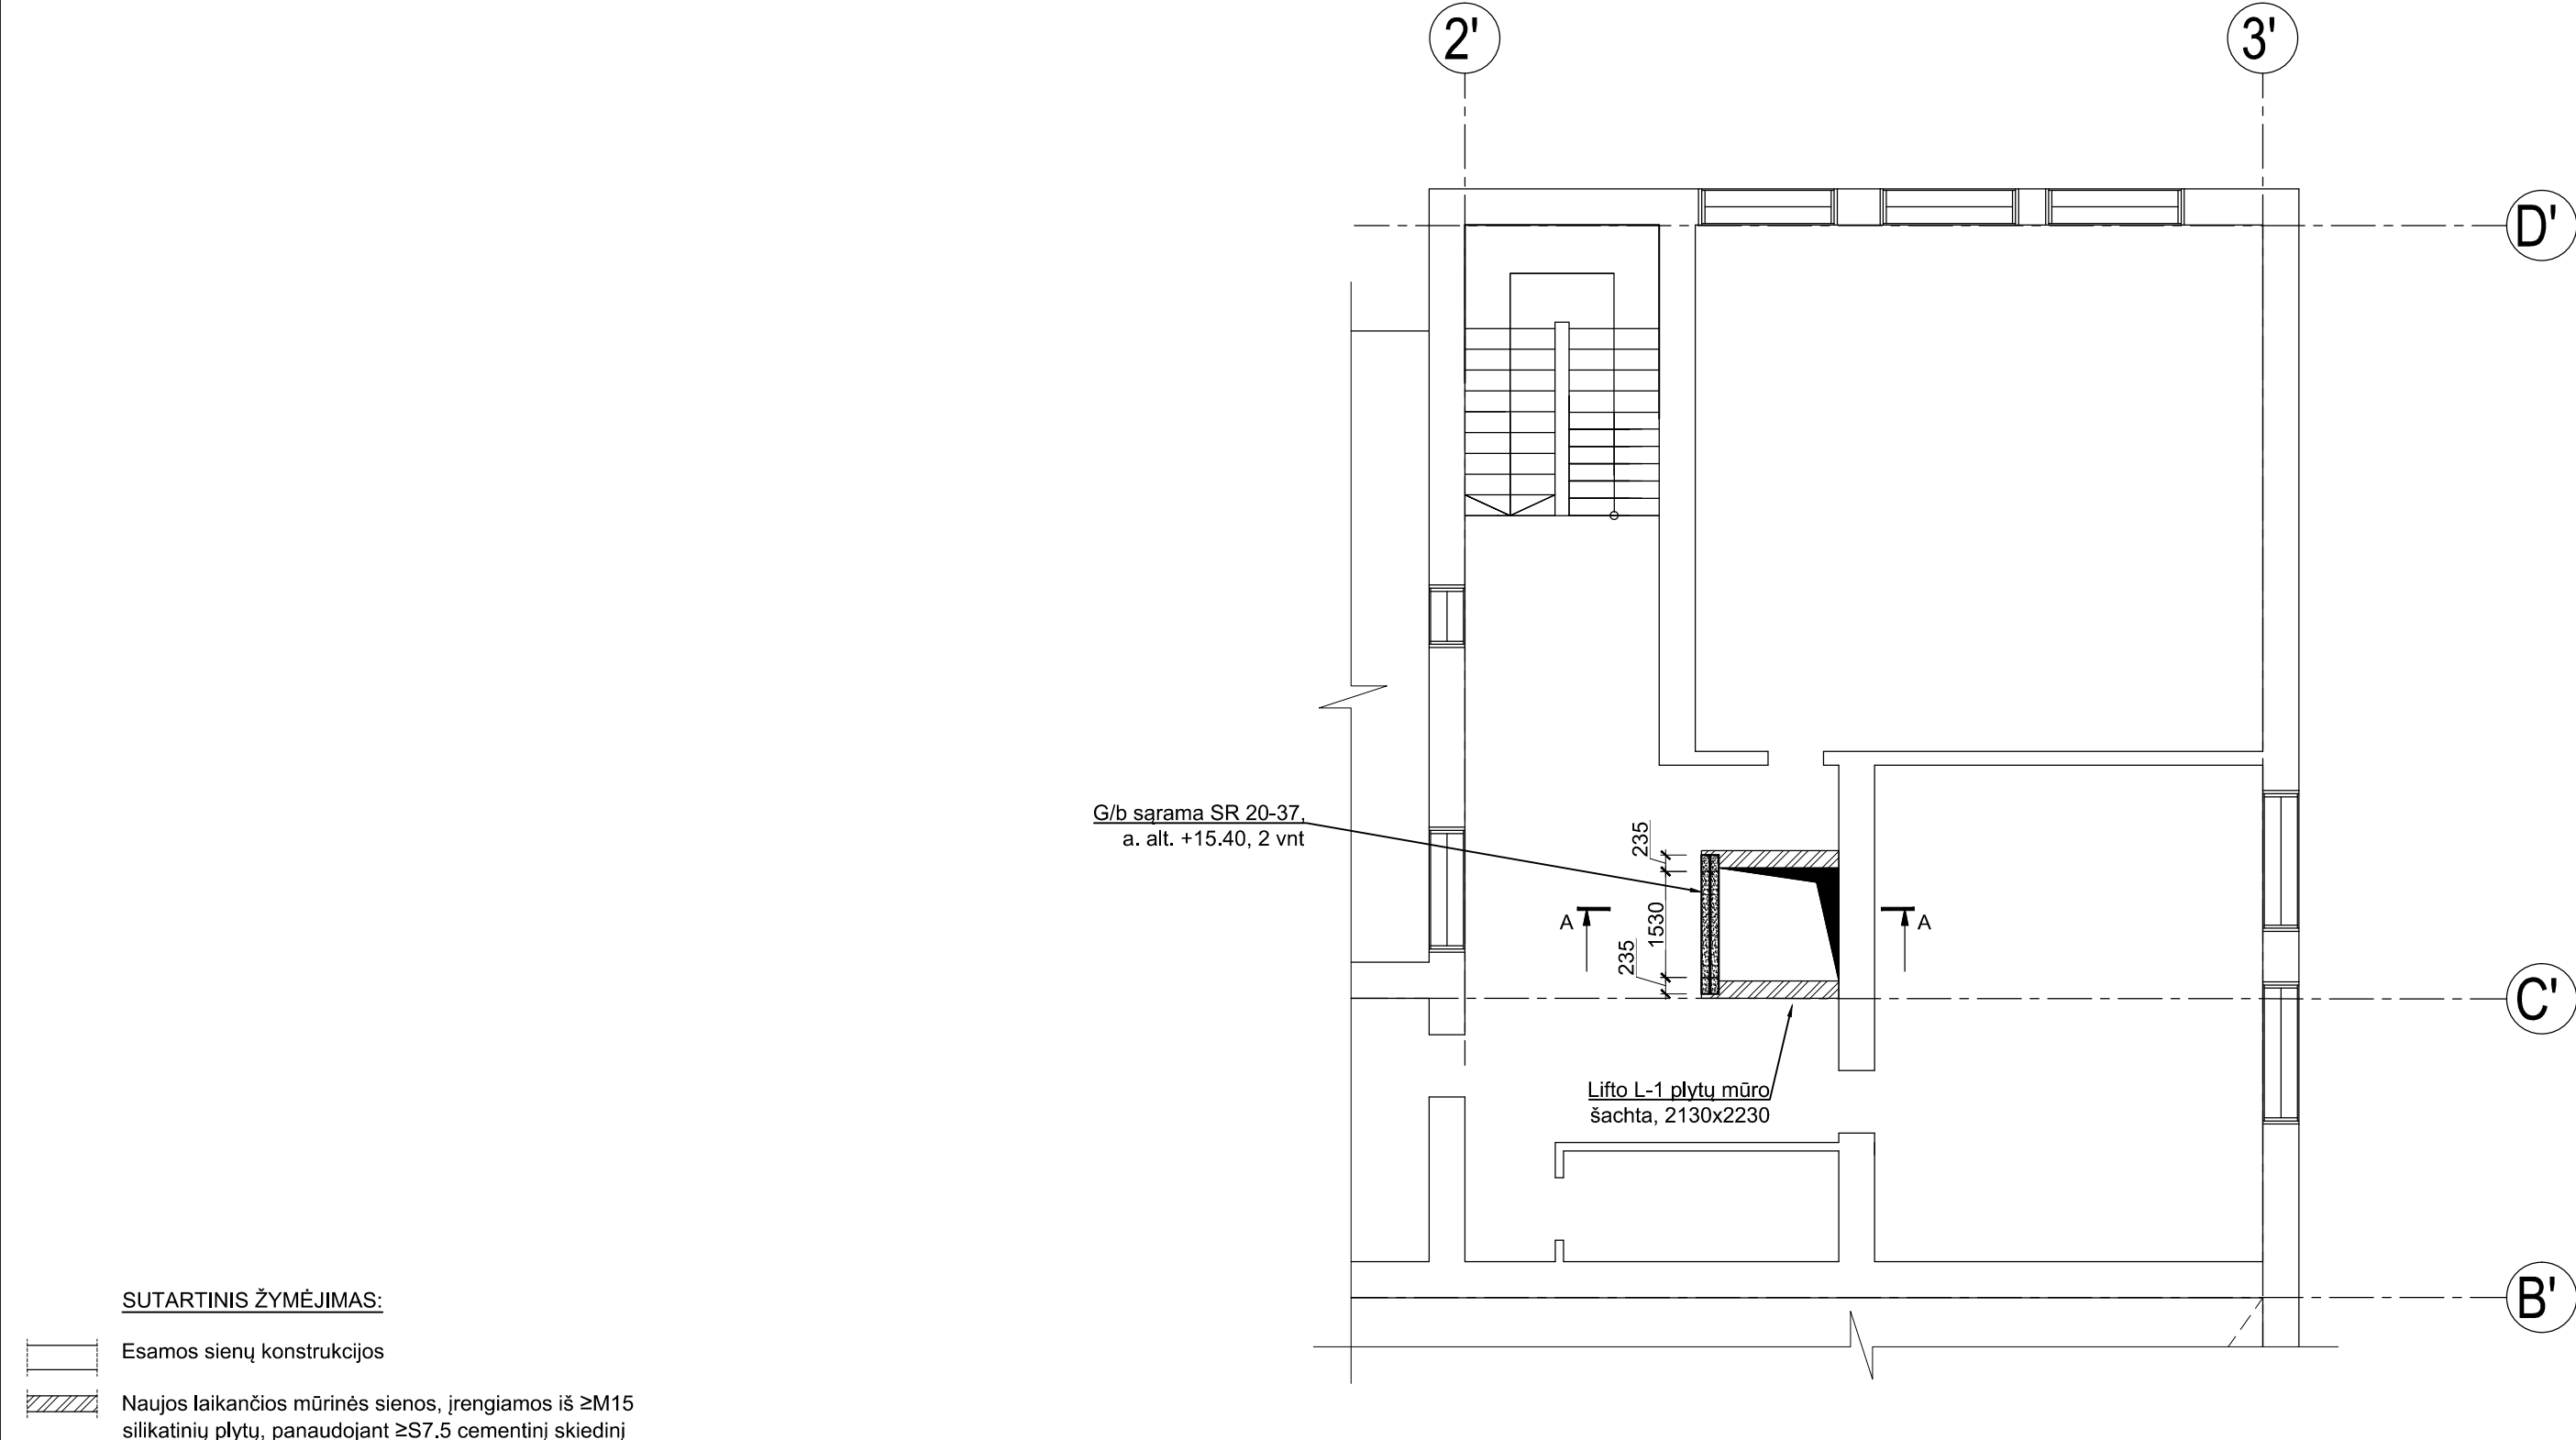 2'
3'
D'
G/b sąrama SR 20-37,
a. alt. +15.40, 2 vnt
235
1530
235
A
A
C'
Lifto L-1 plytų mūro
šachta, 2130x2230
B'
SUTARTINIS ŽYMĖJIMAS:
Esamos sienų konstrukcijos
Naujos laikančios mūrinės sienos, įrengiamos iš ≥M15
silikatinių plytų, panaudojant ≥S7.5 cementinį skiedinį